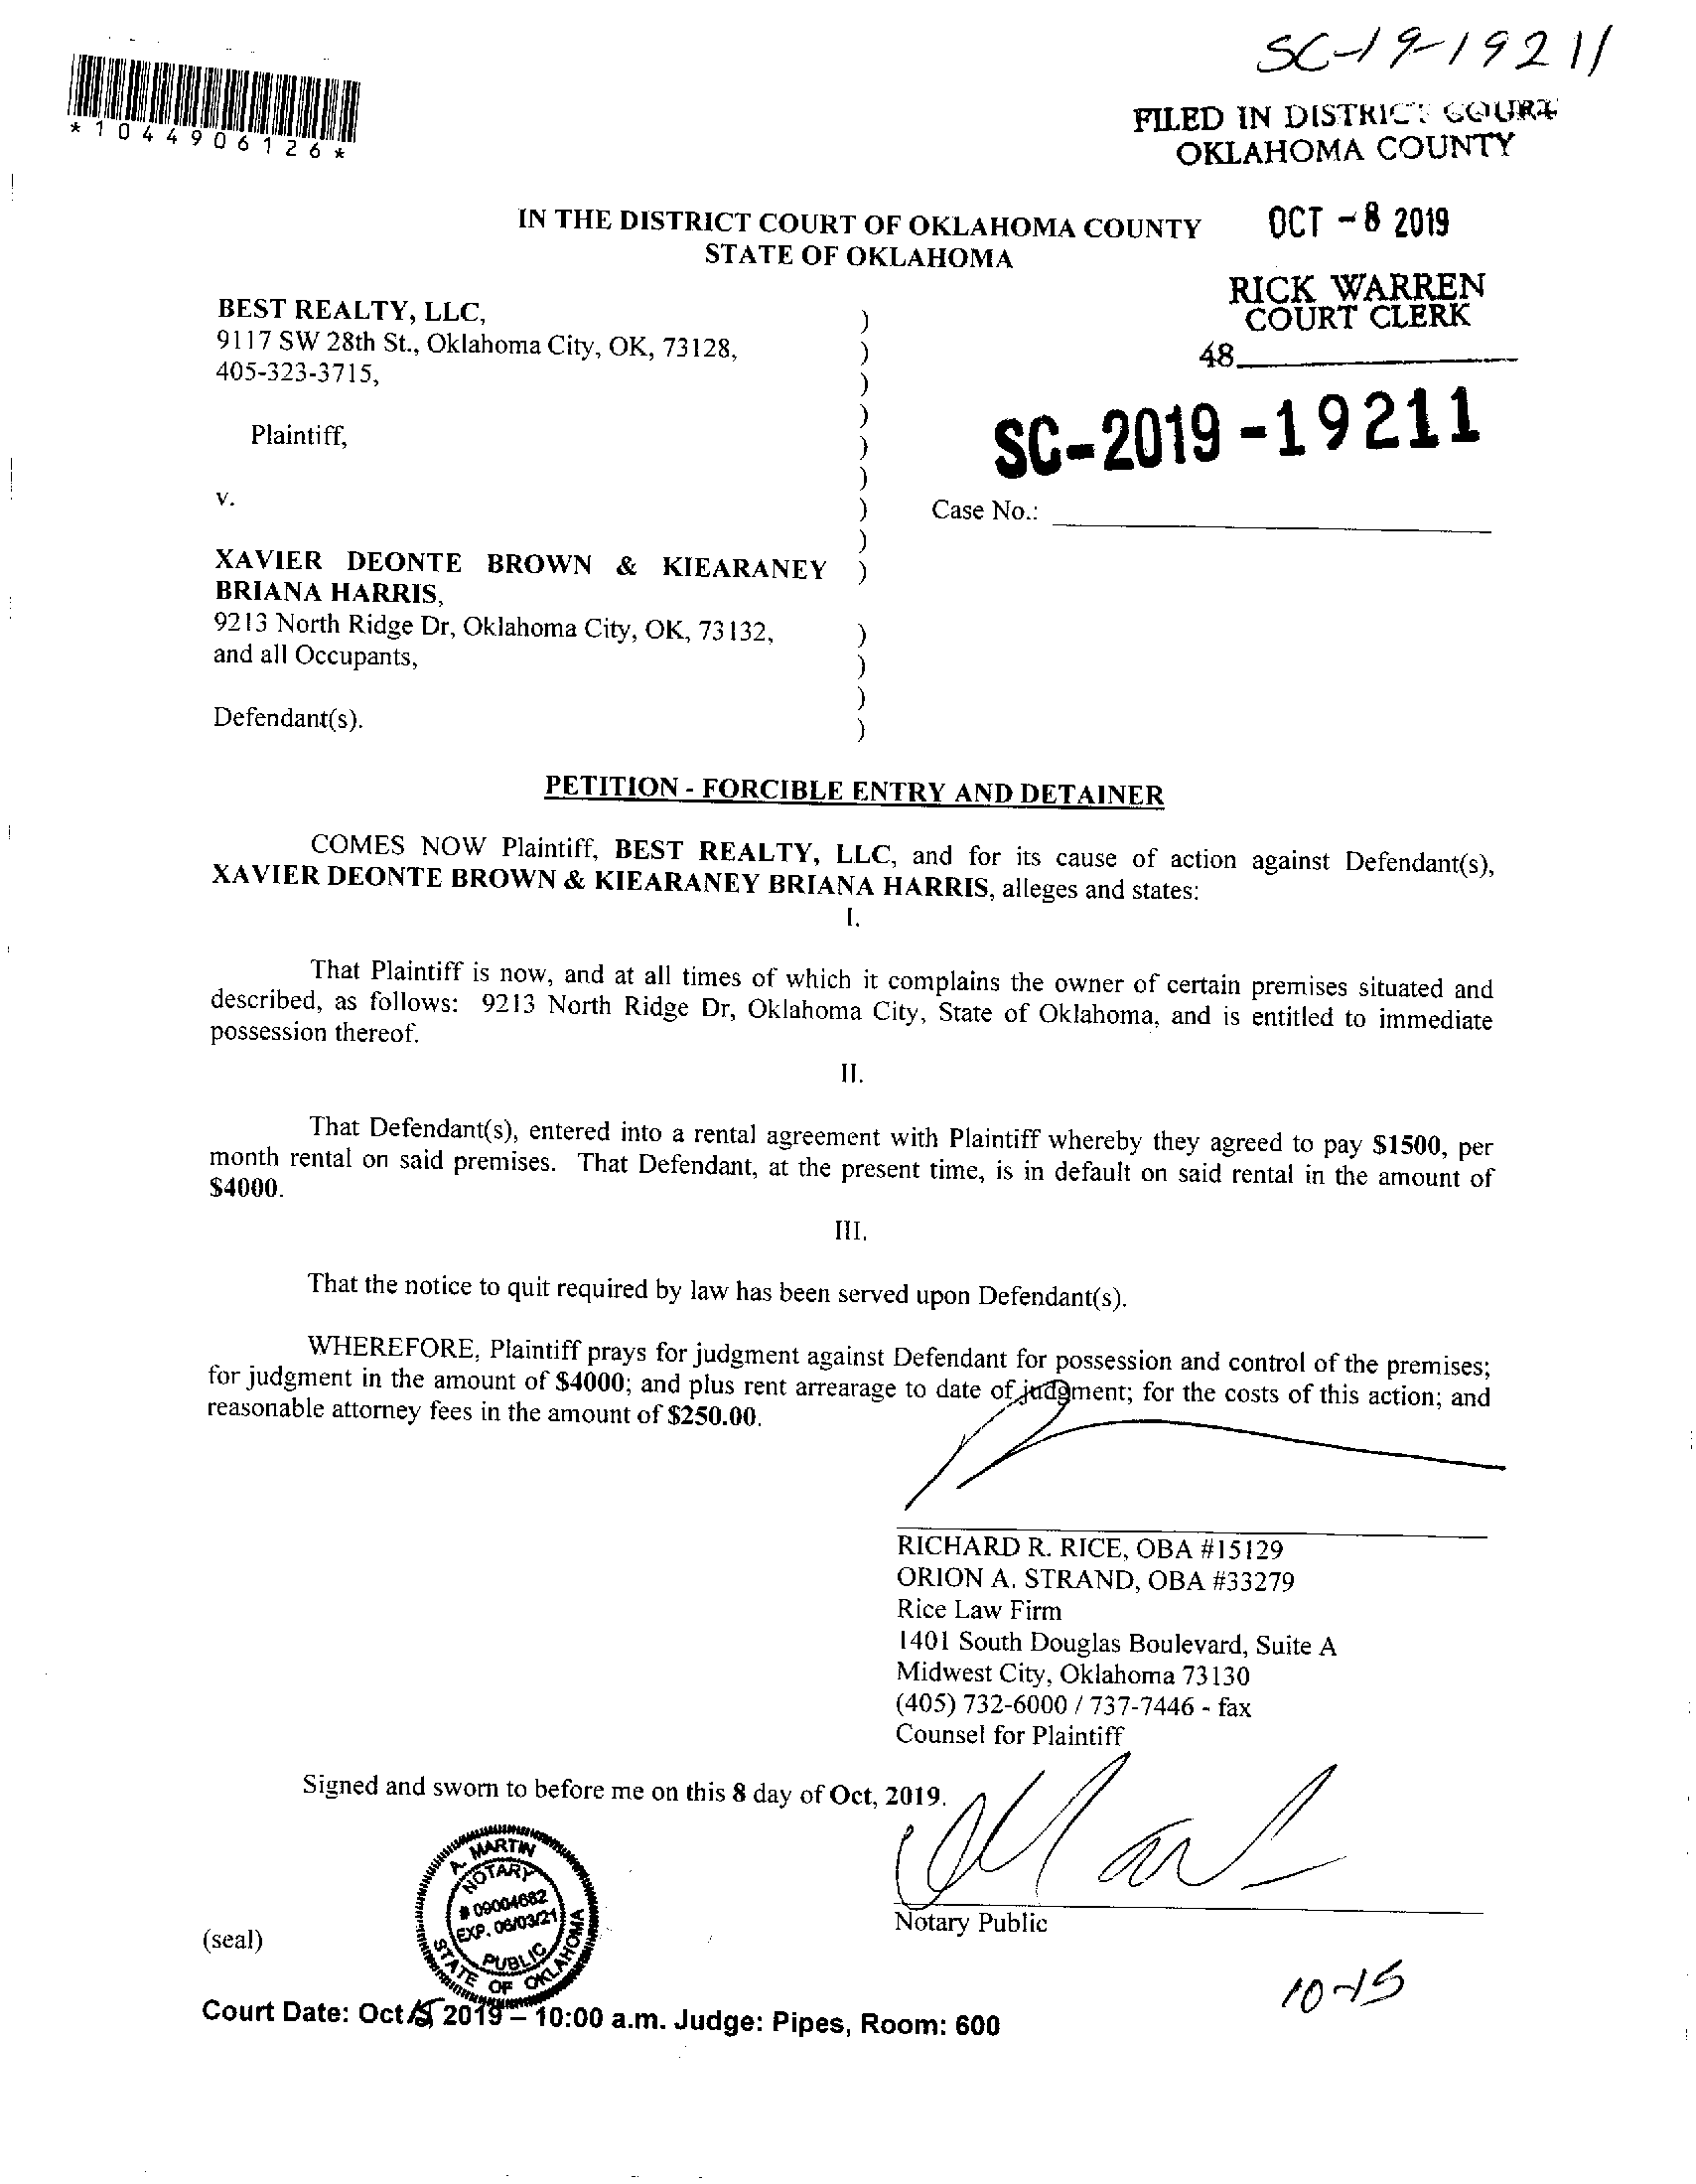 SC-19-19211
*1044906126*
FILED IN DISTRICT COURT
OKLAHOMA COUNTY
OCT -8 2019
RICK WARREN
COURT CLERK
48
SC-2019-19211
IN THE DISTRICT COURT OF OKLAHOMA COUNTY
STATE OF OKLAHOMA
BEST REALTY, LLC, )
9117 SW 28th St., Oklahoma City, OK, 73128, )
405-323-3715, )
)
Plaintiff, )
)
v. ) Case No.:
)
XAVIER DEONTE BROWN & KIEARANEY )
BRIANA HARRIS,
9213 North Ridge Dr, Oklahoma City, OK, 73132, )
and all Occupants, )
)
Defendant(s). )
PETITION - FORCIBLE ENTRY AND DETAINER
COMES NOW Plaintiff, BEST REALTY, LLC, and for its cause of action against Defendant(s),
XAVIER DEONTE BROWN & KIEARANEY BRIANA HARRIS, alleges and states:
I.
That Plaintiff is now, and at all times of which it complains the owner of certain premises situated and
described, as follows: 9213 North Ridge Dr, Oklahoma City, State of Oklahoma, and is entitled to immediate
possession thereof.
II.
That Defendant(s), entered into a rental agreement with Plaintiff whereby they agreed to pay $1500, per
month rental on said premises. That Defendant, at the present time, is in default on said rental in the amount of
$4000.
III.
That the notice to quit required by law has been served upon Defendant(s).
WHEREFORE, Plaintiff prays for judgment against Defendant for possession and control of the premises;
for judgment in the amount of $4000; and plus rent arrearage to date of judgment; for the costs of this action; and
reasonable attorney fees in the amount of $250.00.
RICHARD R. RICE, OBA #15129
ORION A. STRAND, OBA #33279
Rice Law Firm
1401 South Douglas Boulevard, Suite A
Midwest City, Oklahoma 73130
(405) 732-6000 / 737-7446 - fax
Counsel for Plaintiff
Signed and sworn to before me on this 8 day of Oct, 2019.
A. MARTIN
NOTARY
# 09004682
EXP. 06/03/21
PUBLIC
STATE OF OKLAHOMA
Notary Public
(seal)
10-15
Court Date: Oct 15 2019 – 10:00 a.m. Judge: Pipes, Room: 600